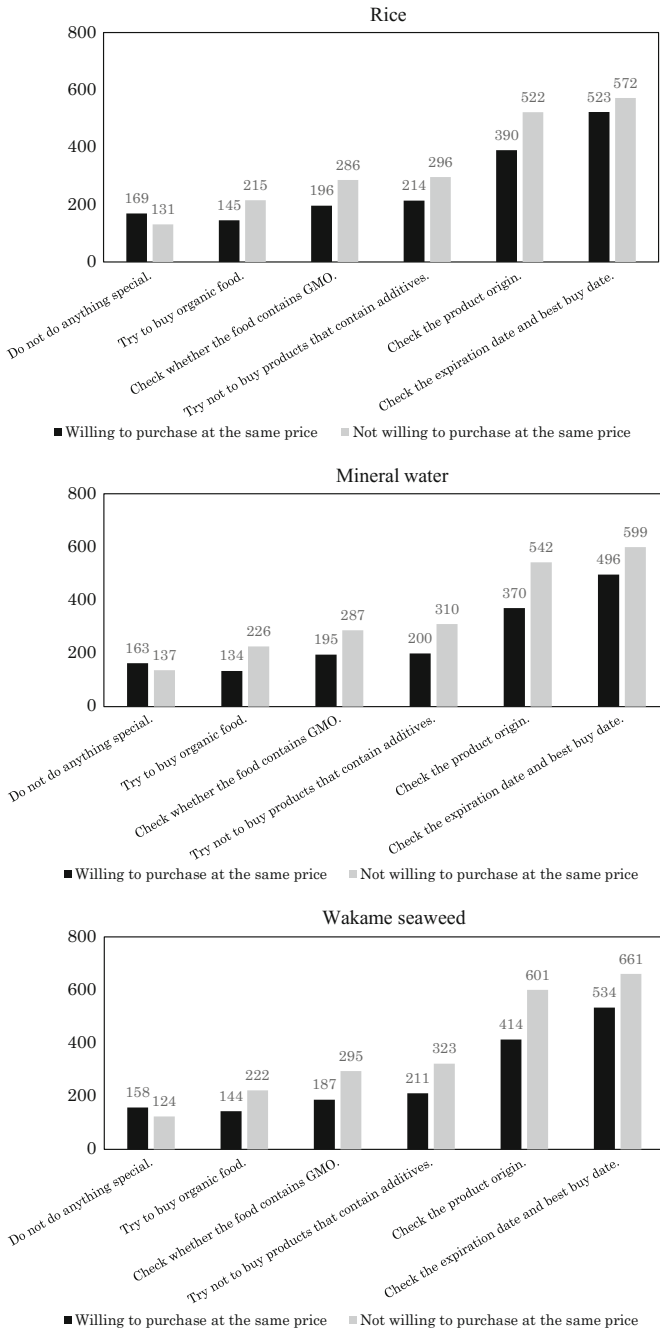 Rice
800
600
400
200
0
169 131 145 215 196 286 214 296 390 522 523 572
Do not do anything special.
Try to buy organic food.
Check whether the food contains GMO.
Try not to buy products that contain additives.
Check the product origin.
Check the expiration date and best buy date.
Willing to purchase at the same price Not willing to purchase at the same price
Mineral water
800
600
400
200
0
163 137 134 226 195 287 200 310 370 542 496 599
Do not do anything special.
Try to buy organic food.
Check whether the food contains GMO.
Try not to buy products that contain additives.
Check the product origin.
Check the expiration date and best buy date.
Willing to purchase at the same price Not willing to purchase at the same price
Wakame seaweed
800
600
400
200
0
158 124 144 222 187 295 211 323 414 601 534 661
Do not do anything special.
Try to buy organic food.
Check whether the food contains GMO.
Try not to buy products that contain additives.
Check the product origin.
Check the expiration date and best buy date.
Willing to purchase at the same price Not willing to purchase at the same price